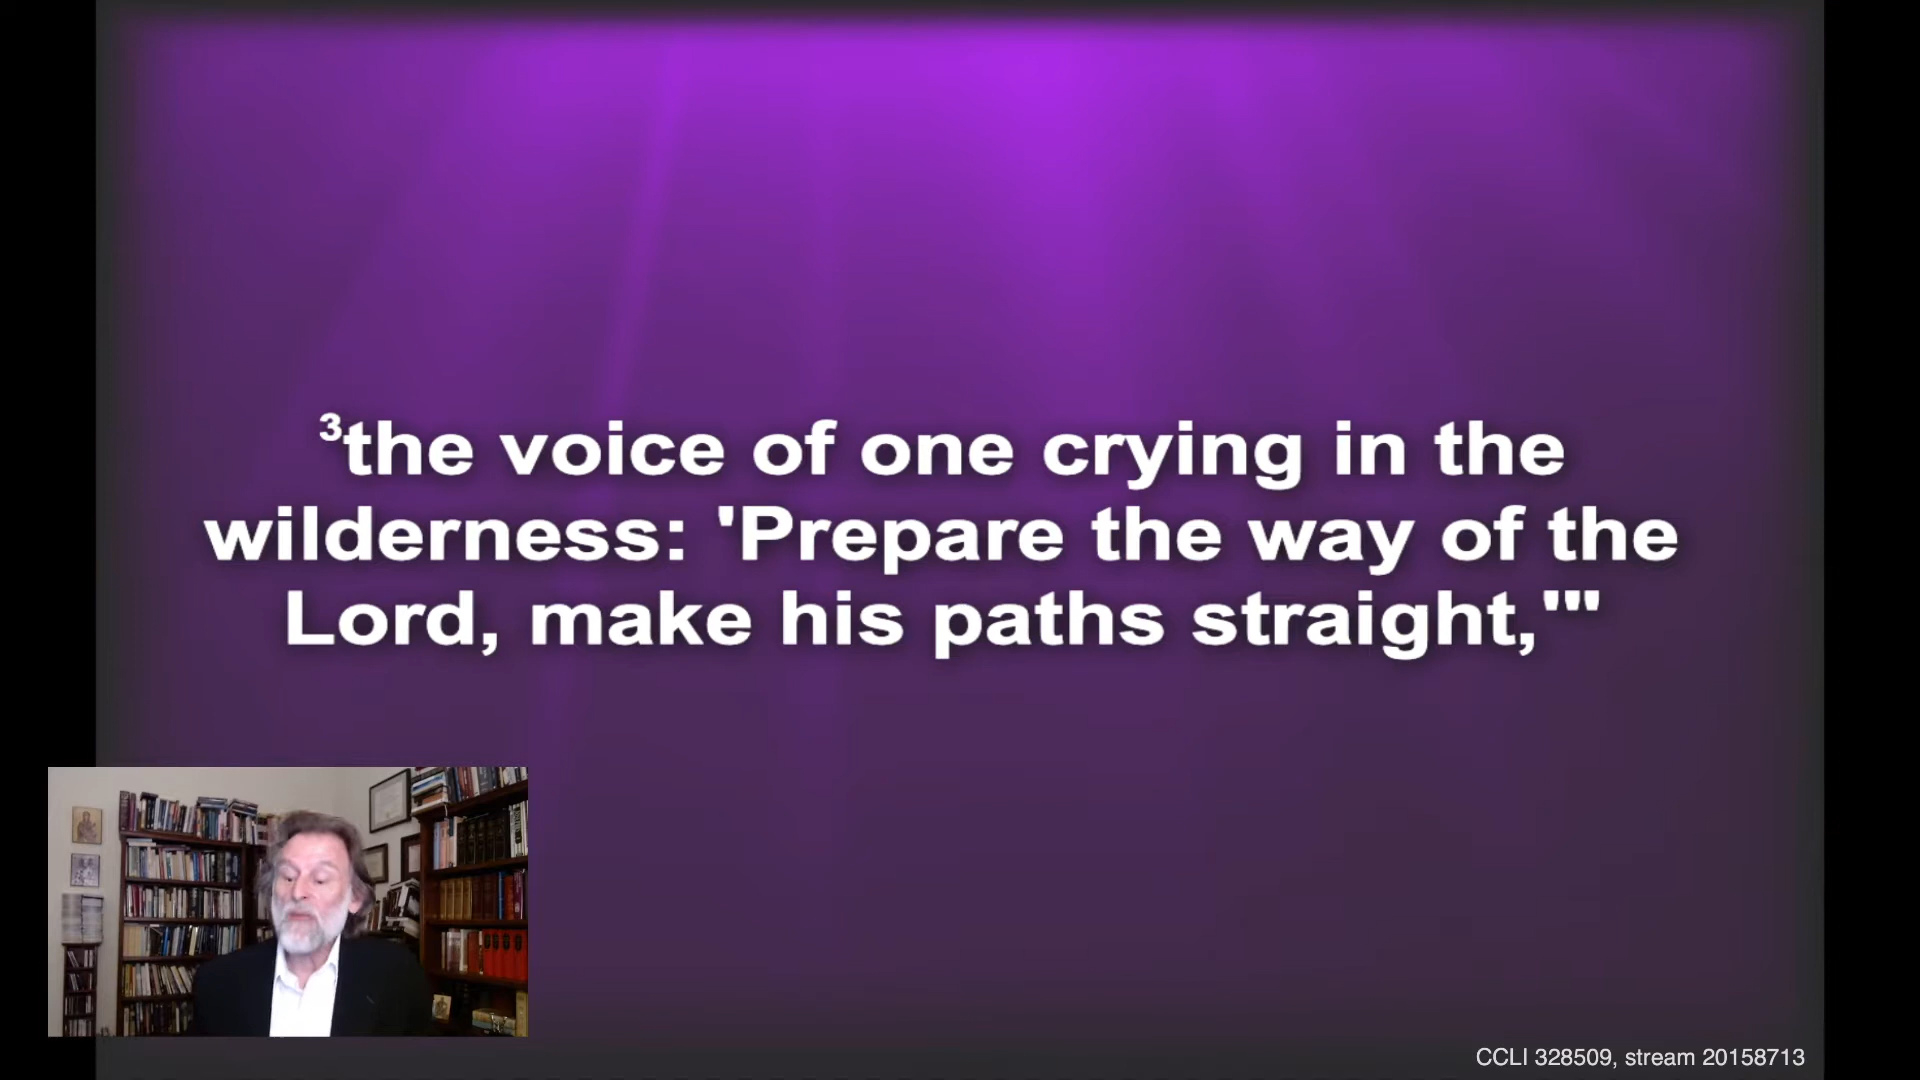 ³the voice of one crying in the
wilderness: 'Prepare the way of the
Lord, make his paths straight,'"
CCLI 328509, stream 20158713